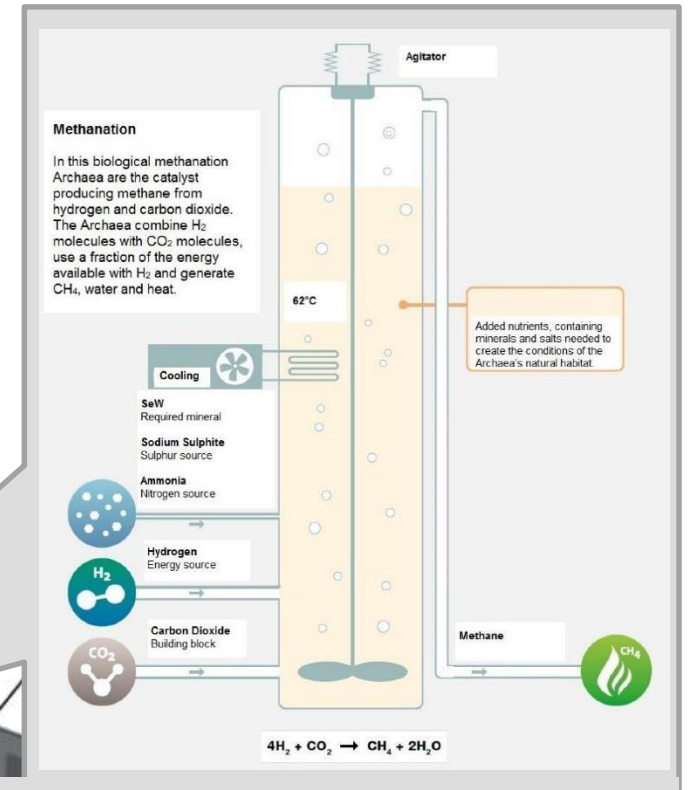 Agitator
Methanation
In this biological methanation
Archaea are the catalyst
producing methane from
hydrogen and carbon dioxide.
The Archaea combine H₂
molecules with CO₂ molecules,
use a fraction of the energy
available with H₂ and generate
CH₄, water and heat.
62°C
Added nutrients, containing
minerals and salts needed to
create the conditions of the
Archaea's natural habitat.
Cooling
SeW
Required mineral
Sodium Sulphite
Sulphur source
Ammonia
Nitrogen source
Hydrogen
Energy source
H₂
Carbon Dioxide
Building block
CO₂
Methane
CH₄
4H₂ + CO₂ → CH₄ + 2H₂O